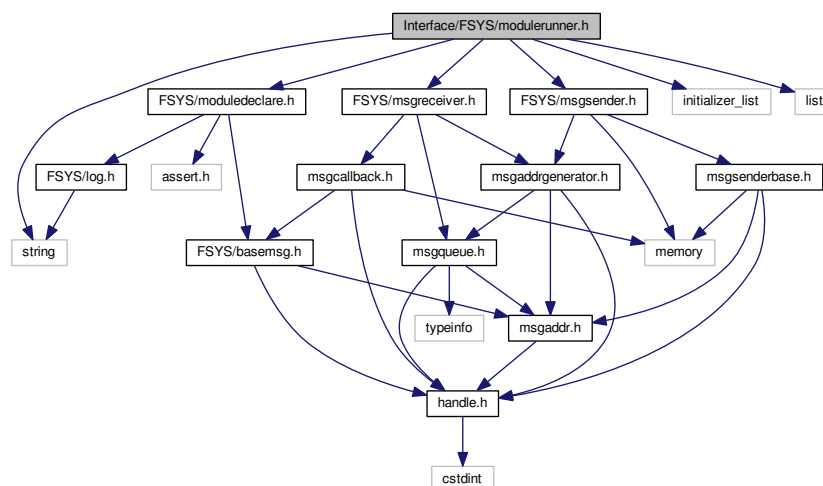 Interface/FSYS/modulerunner.h
FSYS/moduledeclare.h
FSYS/msgreceiver.h
FSYS/msgsender.h
initializer_list
list
FSYS/log.h
assert.h
msgcallback.h
msgaddrgenerator.h
msgsenderbase.h
string
FSYS/basemsg.h
msgqueue.h
memory
typeinfo
msgaddr.h
handle.h
cstdint